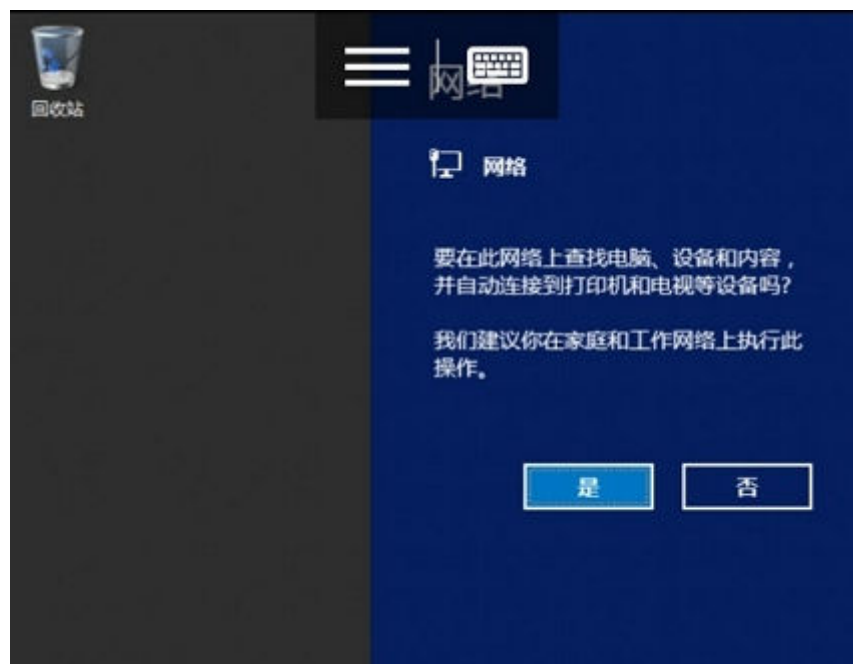 回收站
网络
网络
要在此网络上查找电脑、设备和内容，
并自动连接到打印机和电视等设备吗?
我们建议你在家庭和工作网络上执行此
操作。
是
否